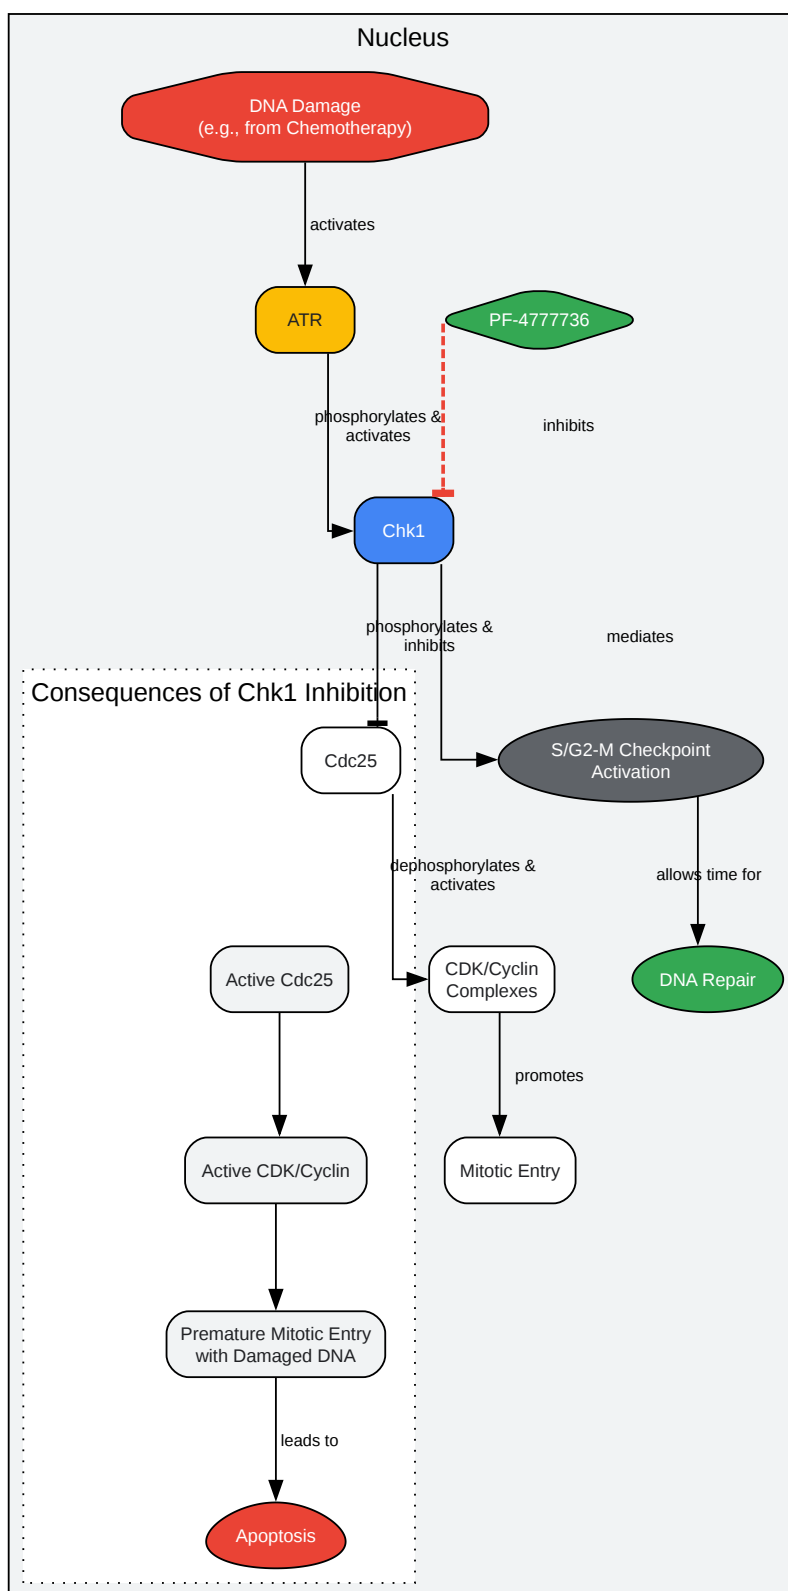 Nucleus
DNA Damage
(e.g., from Chemotherapy)
activates
ATR
PF-4777736
phosphorylates &
activates
inhibits
Chk1
phosphorylates &
inhibits
mediates
Consequences of Chk1 Inhibition
Cdc25
S/G2-M Checkpoint
Activation
dephosphorylates &
activates
allows time for
Active Cdc25
CDK/Cyclin
Complexes
DNA Repair
promotes
Active CDK/Cyclin
Mitotic Entry
Premature Mitotic Entry
with Damaged DNA
leads to
Apoptosis